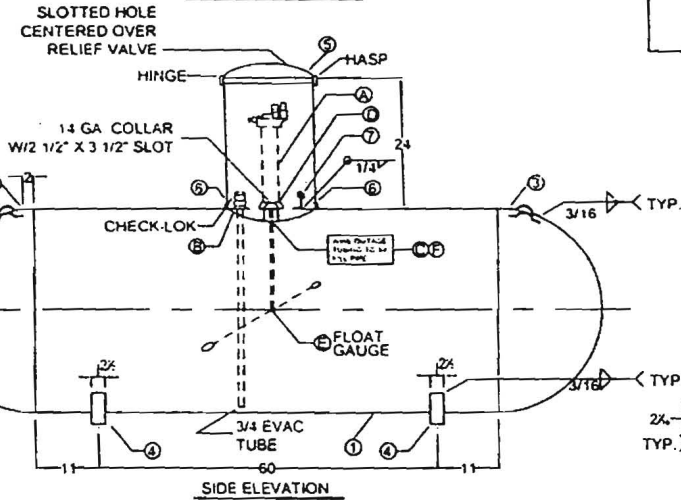 SLOTTED HOLE
CENTERED OVER
RELIEF VALVE
5
HINGE
HASP
A
D
14 GA COLLAR
W/2 1/2" X 3 1/2" SLOT
7
24
1/4
2
6
6
3
3/16
TYP.
CHECK-LOK
B
C F
E
FLOAT
GAUGE
2½
2½
3/16
TYP
4
3/4 EVAC
TUBE
1
4
TYP.
11
60
11
SIDE ELEVATION